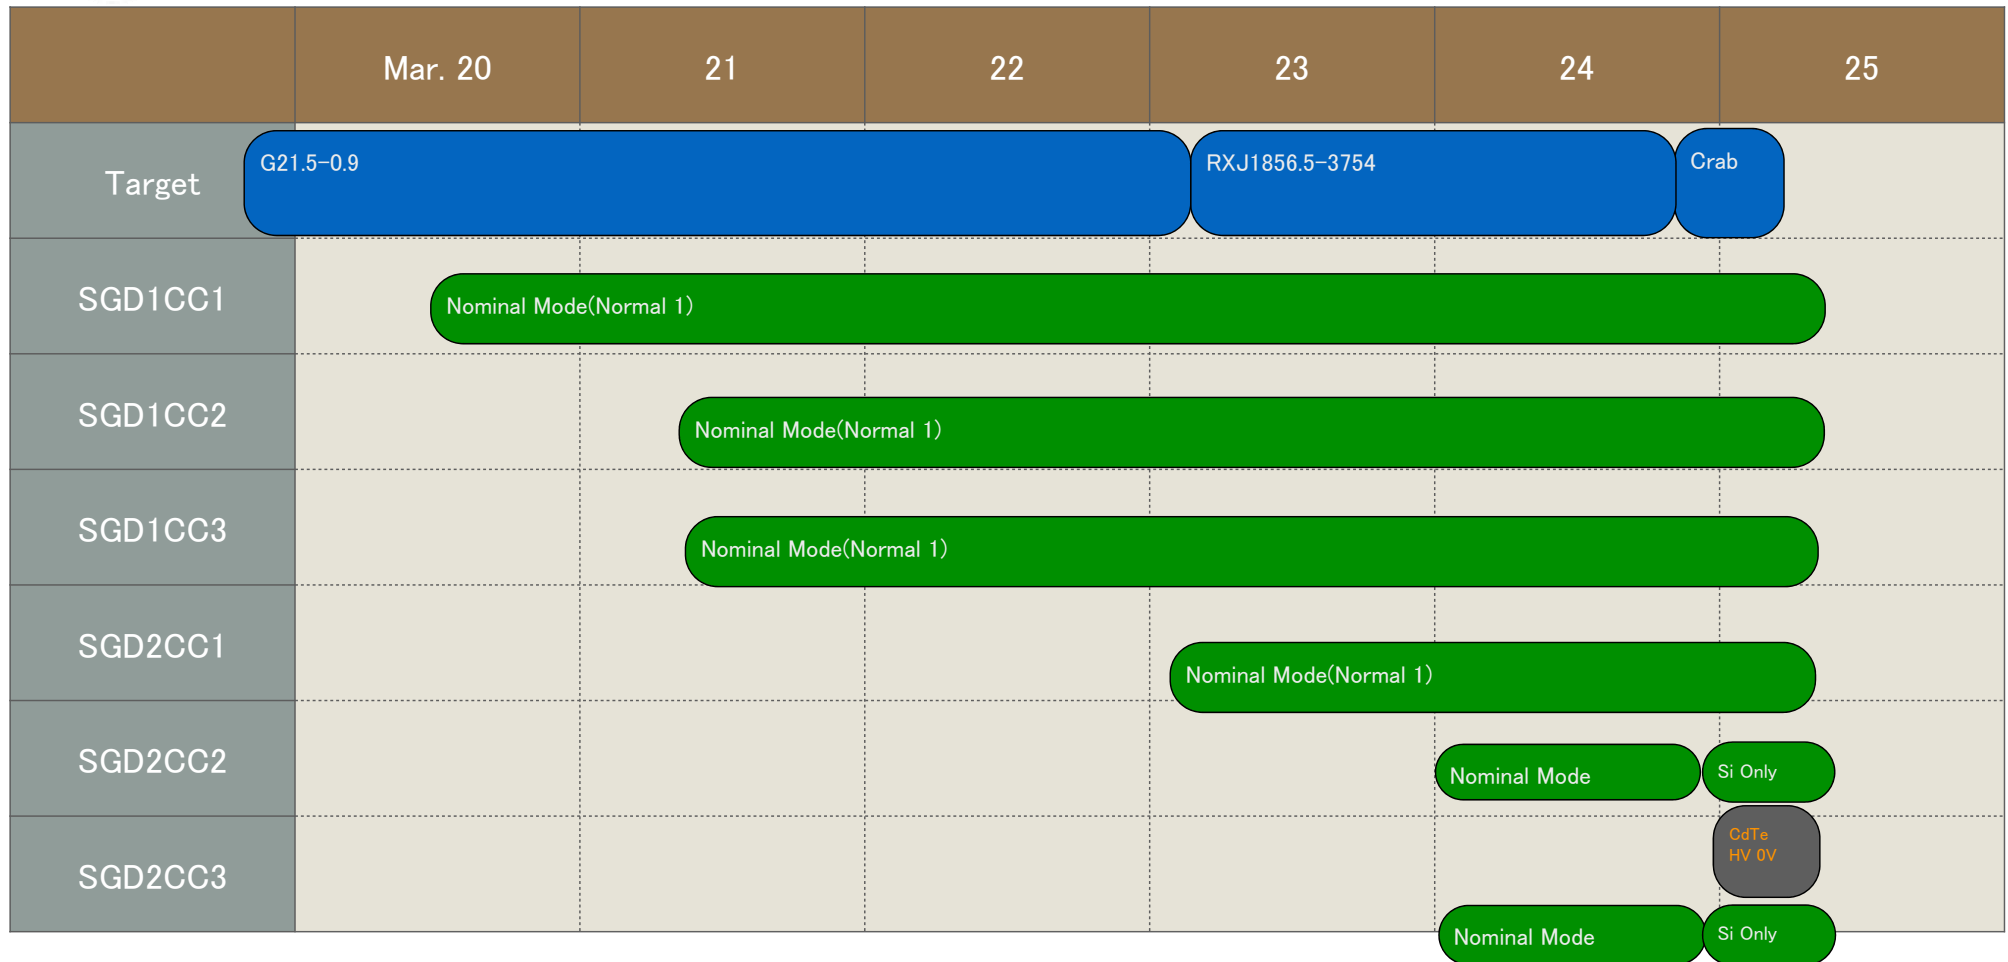 Mar. 20 21 22 23 24 25
Target G21.5-0.9 RXJ1856.5-3754 Crab
SGD1CC1 Nominal Mode(Normal 1)
SGD1CC2 Nominal Mode(Normal 1)
SGD1CC3 Nominal Mode(Normal 1)
SGD2CC1 Nominal Mode(Normal 1)
SGD2CC2 Nominal Mode Si Only
CdTe
HV 0V
SGD2CC3
Nominal Mode Si Only